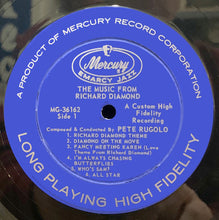 A PRODUCT OF MERCURY RECORD CORPORATION
Mercury
EMARCY JAZZ
THE MUSIC FROM
RICHARD DIAMOND
MG-36162
Side 1
A Custom High
Fidelity
Recording
Composed & Conducted By PETE RUGOLO
1. RICHARD DIAMOND THEME
2. DIAMOND ON THE MOVE
3. FANCY MEETING KAREN (Love
Theme From Richard Diamond)
4. I'M ALWAYS CHASING
BUTTERFLIES
5. WHO'S SAM?
6. ALL STAR
LONG PLAYING HIGH FIDELITY